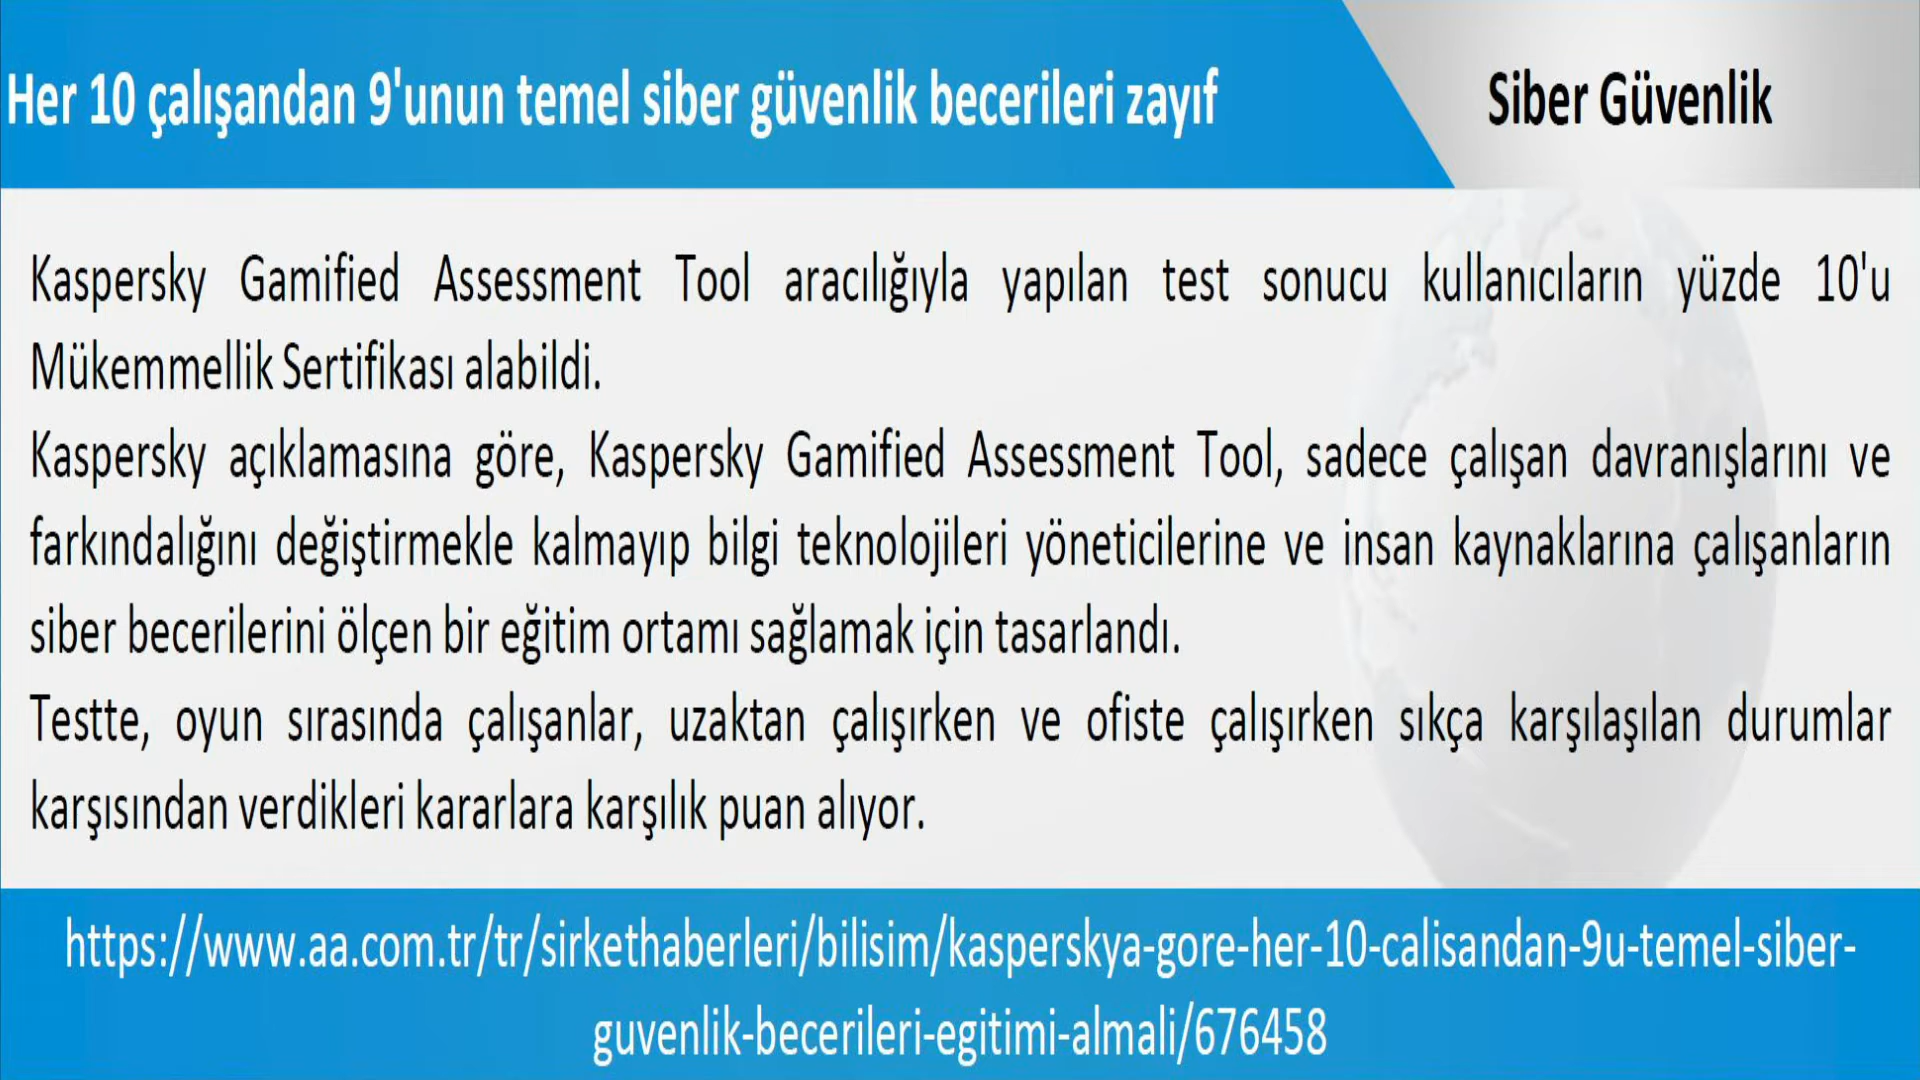 Her 10 çalışandan 9'unun temel siber güvenlik becerileri zayıf
Siber Güvenlik
Kaspersky Gamified Assessment Tool aracılığıyla yapılan test sonucu kullanıcıların yüzde 10'u
Mükemmellik Sertifikası alabildi.
Kaspersky açıklamasına göre, Kaspersky Gamified Assessment Tool, sadece çalışan davranışlarını ve
farkındalığını değiştirmekle kalmayıp bilgi teknolojileri yöneticilerine ve insan kaynaklarına çalışanların
siber becerilerini ölçen bir eğitim ortamı sağlamak için tasarlandı.
Testte, oyun sırasında çalışanlar, uzaktan çalışırken ve ofiste çalışırken sıkça karşılaşılan durumlar
karşısından verdikleri kararlara karşılık puan alıyor.
https://www.aa.com.tr/tr/sirkethaberleri/bilisim/kasperskya-gore-her-10-calisandan-9u-temel-siber-
guvenlik-becerileri-egitimi-almali/676458